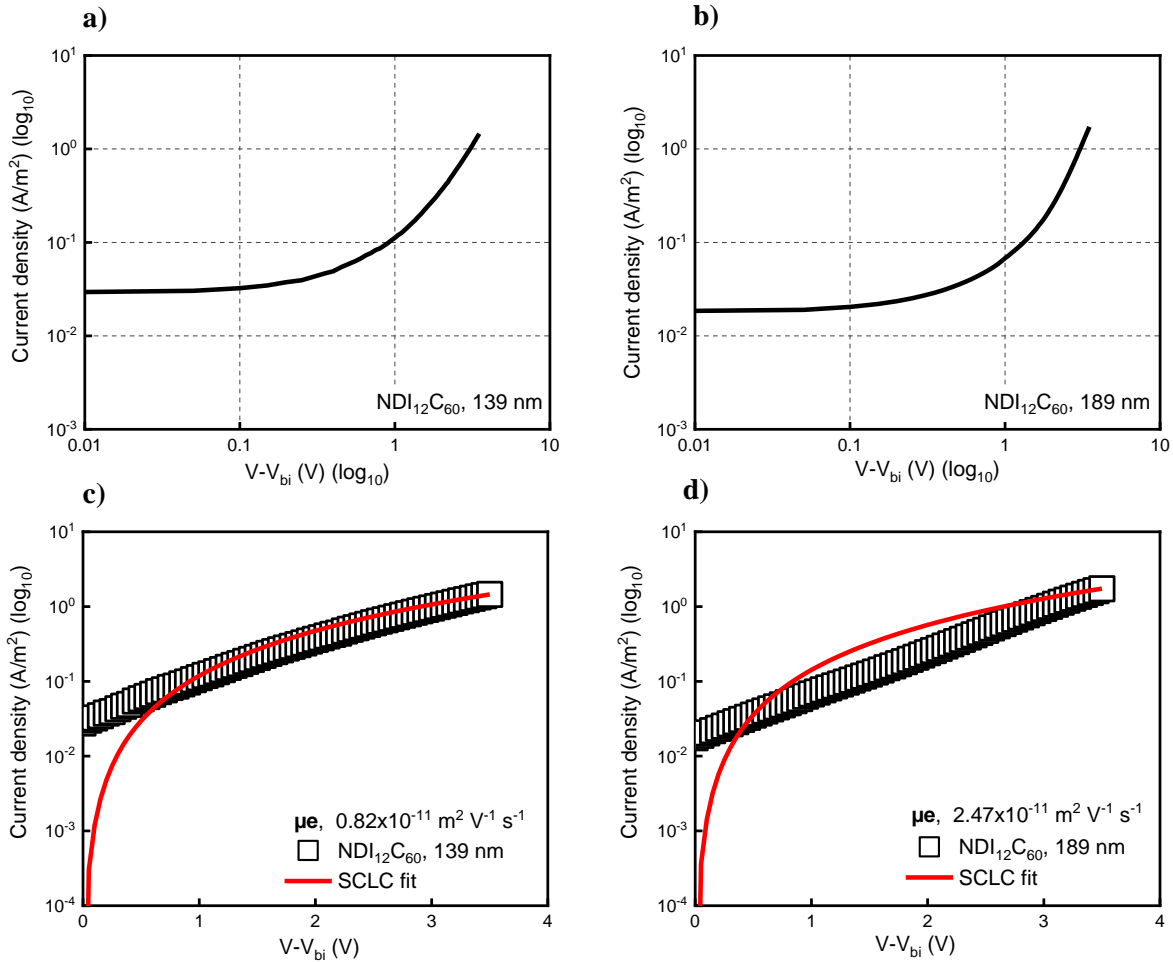 a)
10¹
10⁰
10⁻¹
10⁻²
10⁻³
Current density (A/m²) (log₁₀)
NDI₁₂C₆₀, 139 nm
0.01 0.1 1 10
V-V_bi (V) (log₁₀)
b)
10¹
10⁰
10⁻¹
10⁻²
10⁻³
Current density (A/m²) (log₁₀)
NDI₁₂C₆₀, 189 nm
0.01 0.1 1 10
V-V_bi (V) (log₁₀)
c)
10¹
10⁰
10⁻¹
10⁻²
10⁻³
10⁻⁴
Current density (A/m²) (log₁₀)
μe, 0.82x10⁻¹¹ m² V⁻¹ s⁻¹
NDI₁₂C₆₀, 139 nm
SCLC fit
0 1 2 3 4
V-V_bi (V)
d)
10¹
10⁰
10⁻¹
10⁻²
10⁻³
10⁻⁴
Current density (A/m²) (log₁₀)
μe, 2.47x10⁻¹¹ m² V⁻¹ s⁻¹
NDI₁₂C₆₀, 189 nm
SCLC fit
0 1 2 3 4
V-V_bi (V)